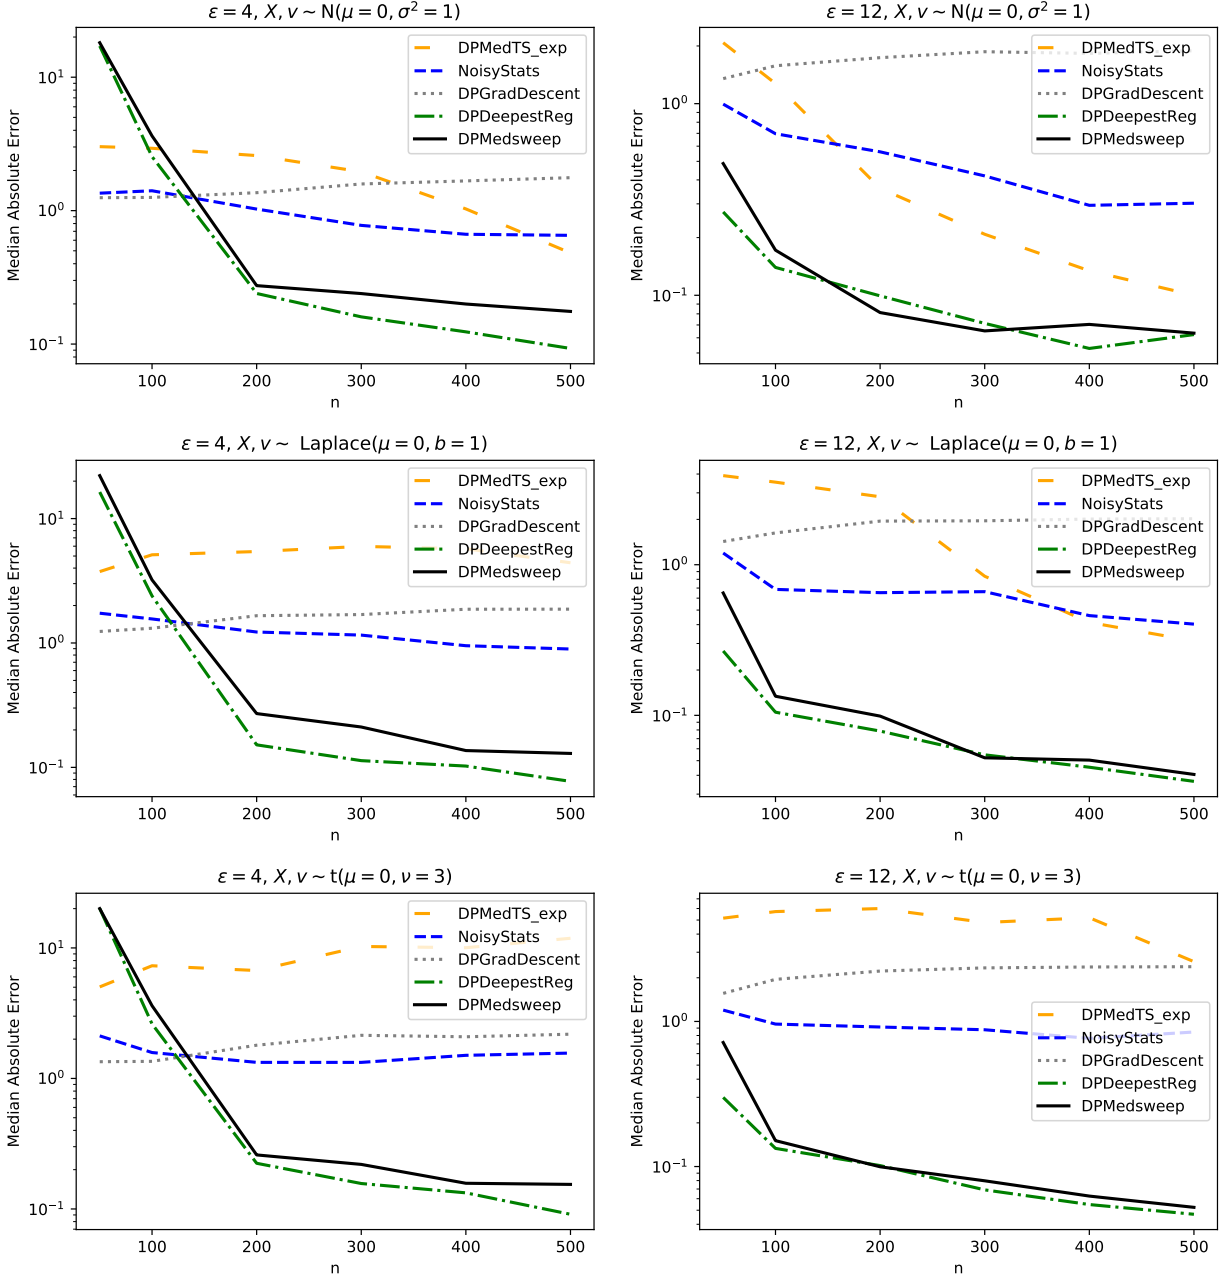 ε = 4, X, v ∼ N(μ = 0, σ² = 1)
Median Absolute Error
10¹
10⁰
10⁻¹
DPMedTS_exp
NoisyStats
DPGradDescent
DPDeepestReg
DPMedsweep
100 200 300 400 500
n
ε = 12, X, v ∼ N(μ = 0, σ² = 1)
Median Absolute Error
10⁰
10⁻¹
DPMedTS_exp
NoisyStats
DPGradDescent
DPDeepestReg
DPMedsweep
100 200 300 400 500
n
ε = 4, X, v ∼ Laplace(μ = 0, b = 1)
Median Absolute Error
10¹
10⁰
10⁻¹
DPMedTS_exp
NoisyStats
DPGradDescent
DPDeepestReg
DPMedsweep
100 200 300 400 500
n
ε = 12, X, v ∼ Laplace(μ = 0, b = 1)
Median Absolute Error
10⁰
10⁻¹
DPMedTS_exp
NoisyStats
DPGradDescent
DPDeepestReg
DPMedsweep
100 200 300 400 500
n
ε = 4, X, v ∼ t(μ = 0, ν = 3)
Median Absolute Error
10¹
10⁰
10⁻¹
DPMedTS_exp
NoisyStats
DPGradDescent
DPDeepestReg
DPMedsweep
100 200 300 400 500
n
ε = 12, X, v ∼ t(μ = 0, ν = 3)
Median Absolute Error
10⁰
10⁻¹
DPMedTS_exp
NoisyStats
DPGradDescent
DPDeepestReg
DPMedsweep
100 200 300 400 500
n